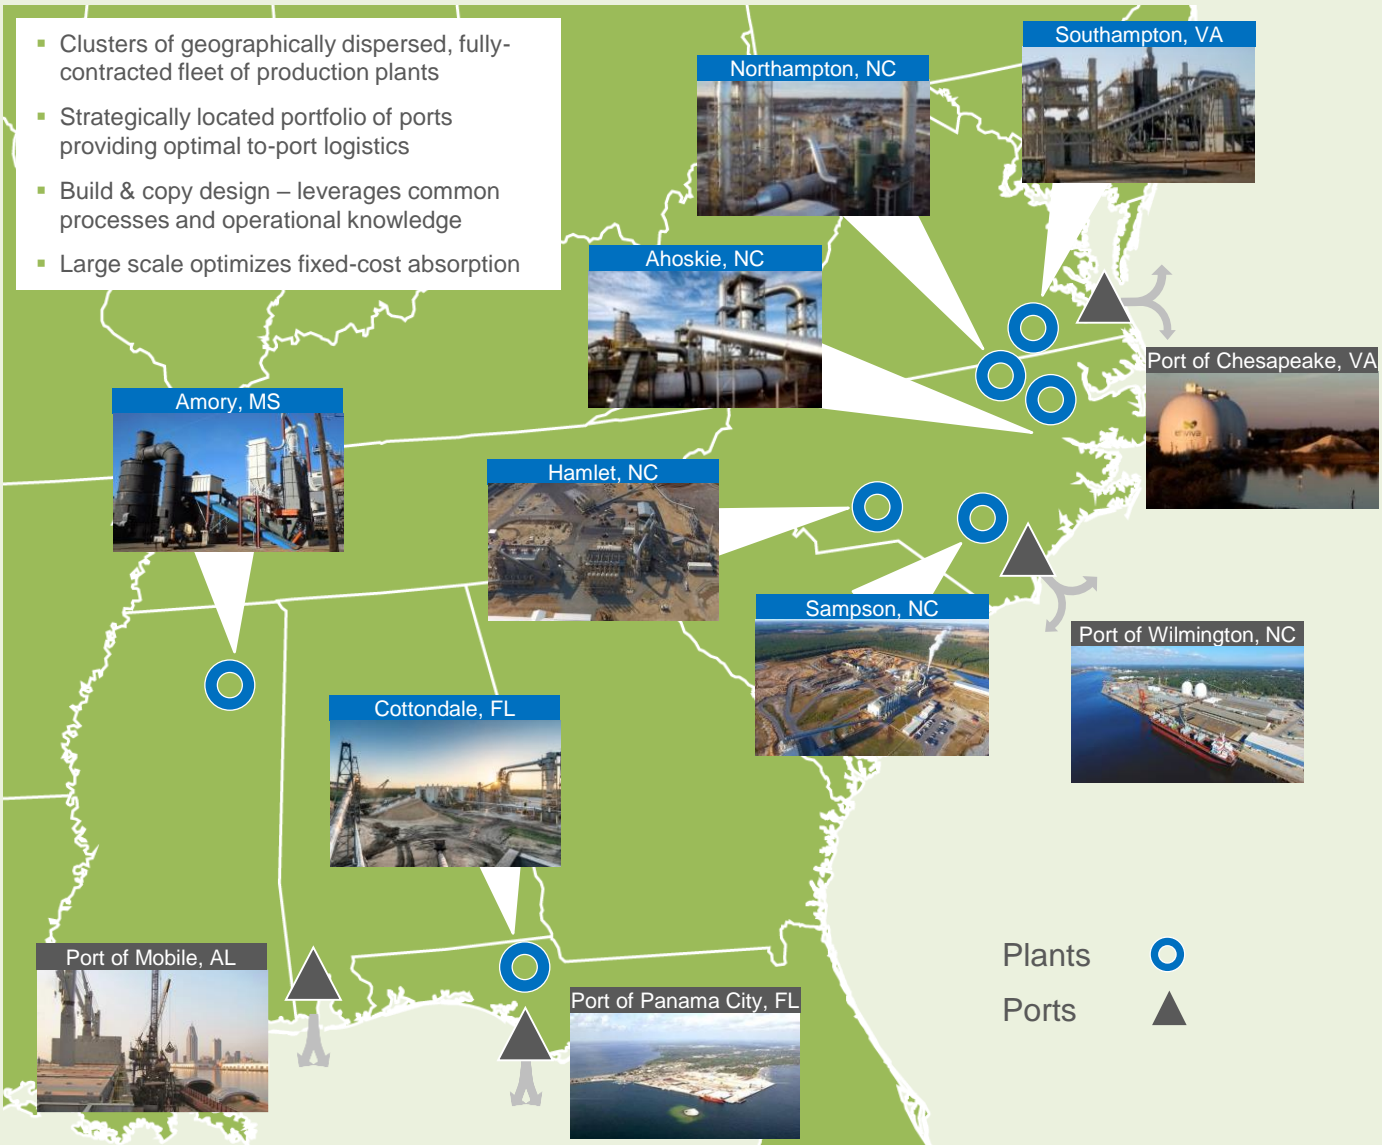 Clusters of geographically dispersed, fully-
contracted fleet of production plants
Strategically located portfolio of ports
providing optimal to-port logistics
Build & copy design – leverages common
processes and operational knowledge
Large scale optimizes fixed-cost absorption
Southampton, VA
Northampton, NC
Ahoskie, NC
Port of Chesapeake, VA
enviva
Amory, MS
Hamlet, NC
Sampson, NC
Port of Wilmington, NC
Cottondale, FL
Port of Mobile, AL
Port of Panama City, FL
Plants
Ports